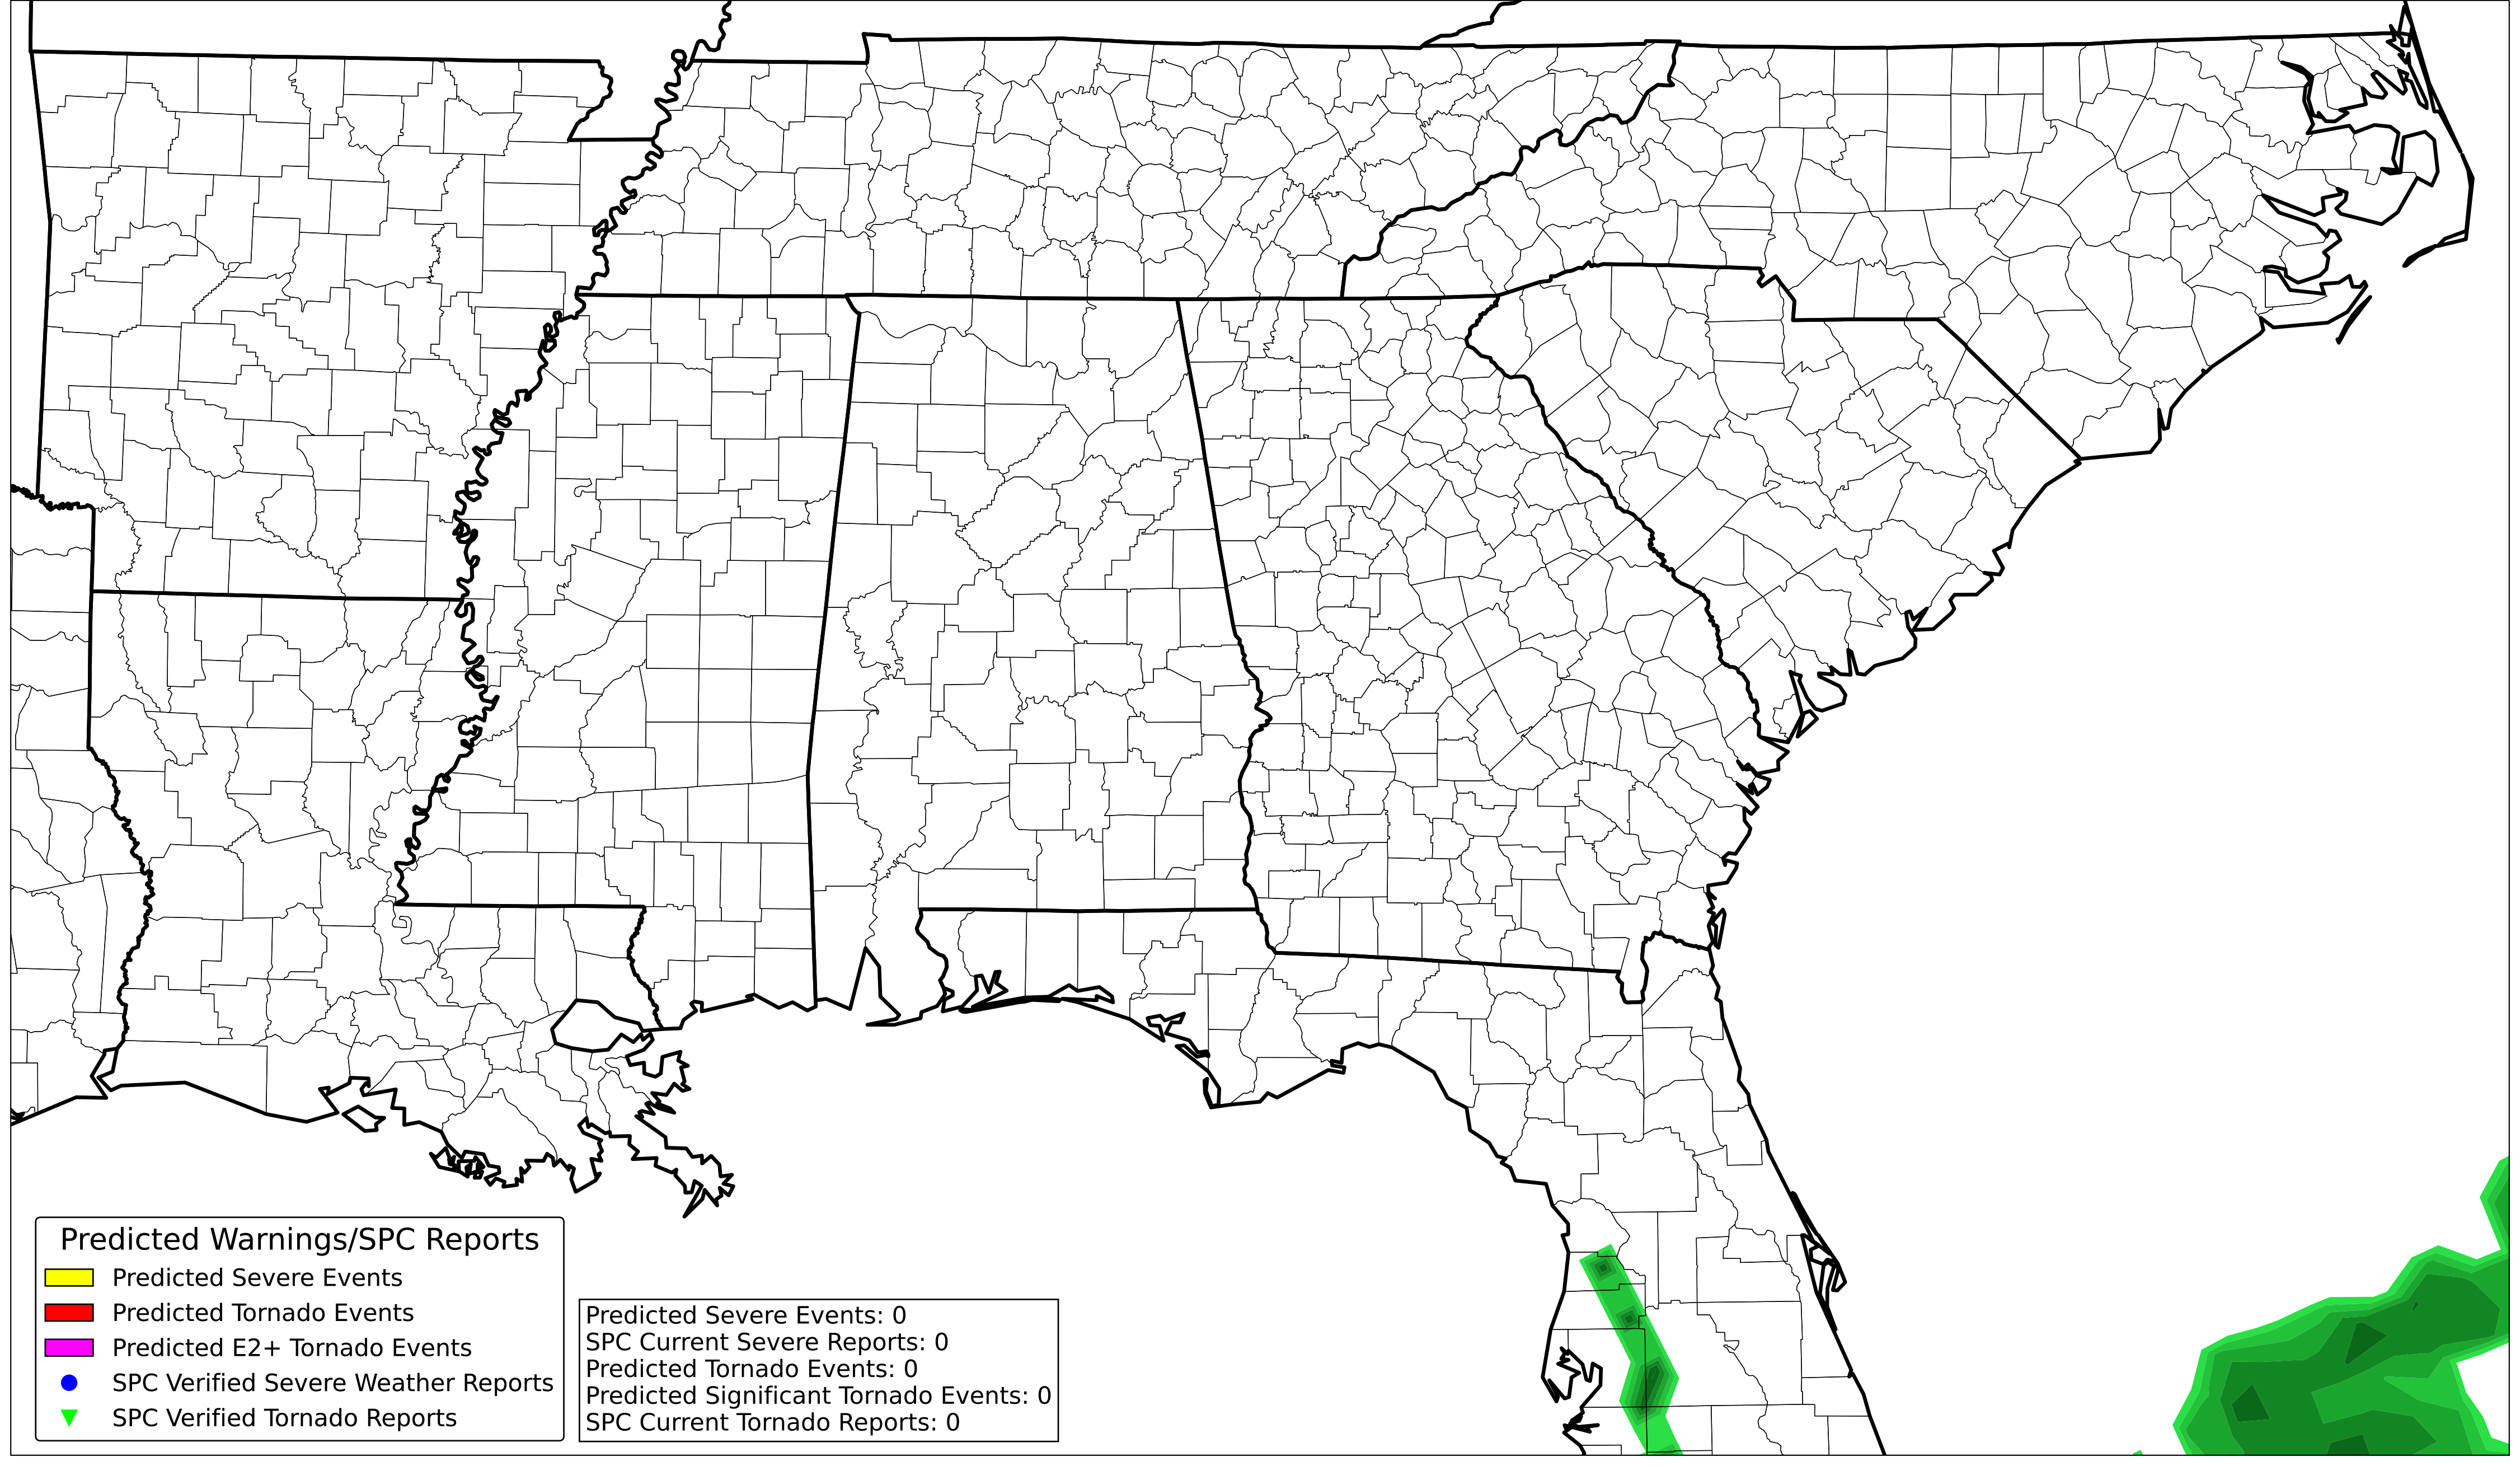 Predicted Warnings/SPC Reports
Predicted Severe Events
Predicted Tornado Events
Predicted E2+ Tornado Events
SPC Verified Severe Weather Reports
SPC Verified Tornado Reports
Predicted Severe Events: 0
SPC Current Severe Reports: 0
Predicted Tornado Events: 0
Predicted Significant Tornado Events: 0
SPC Current Tornado Reports: 0